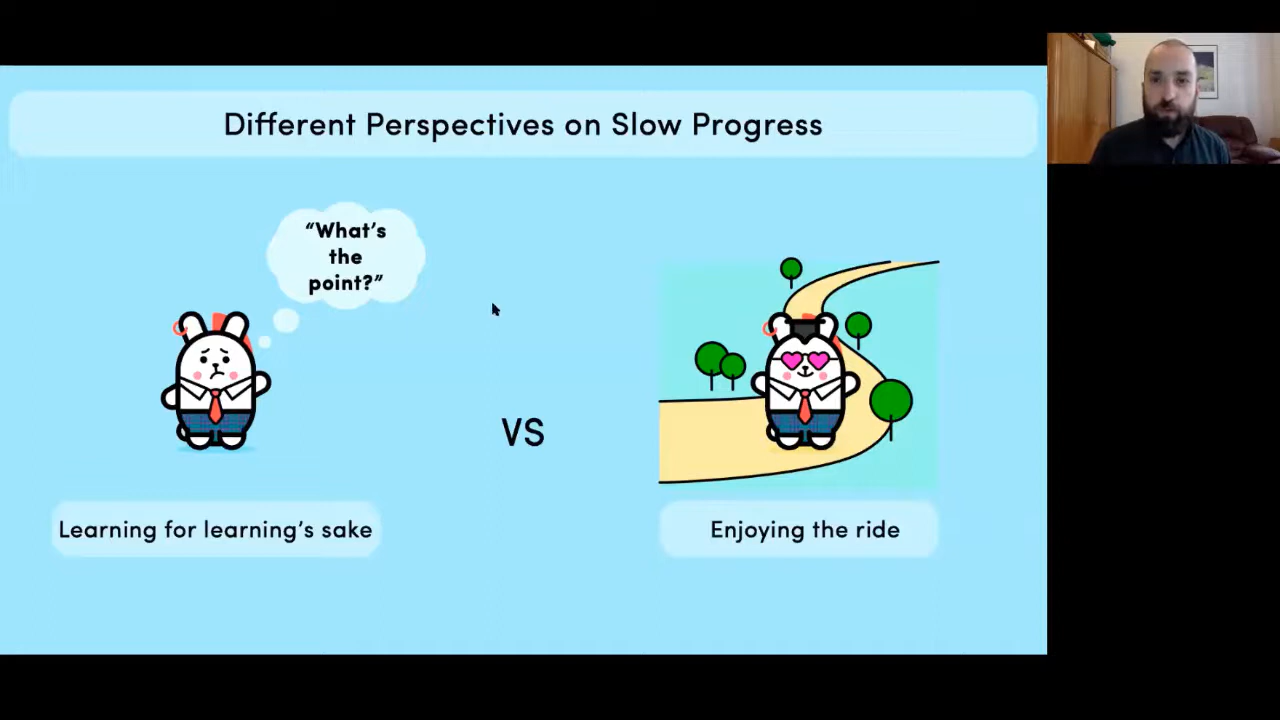 Different Perspectives on Slow Progress
“What’s
the
point?”
VS
Learning for learning’s sake
Enjoying the ride